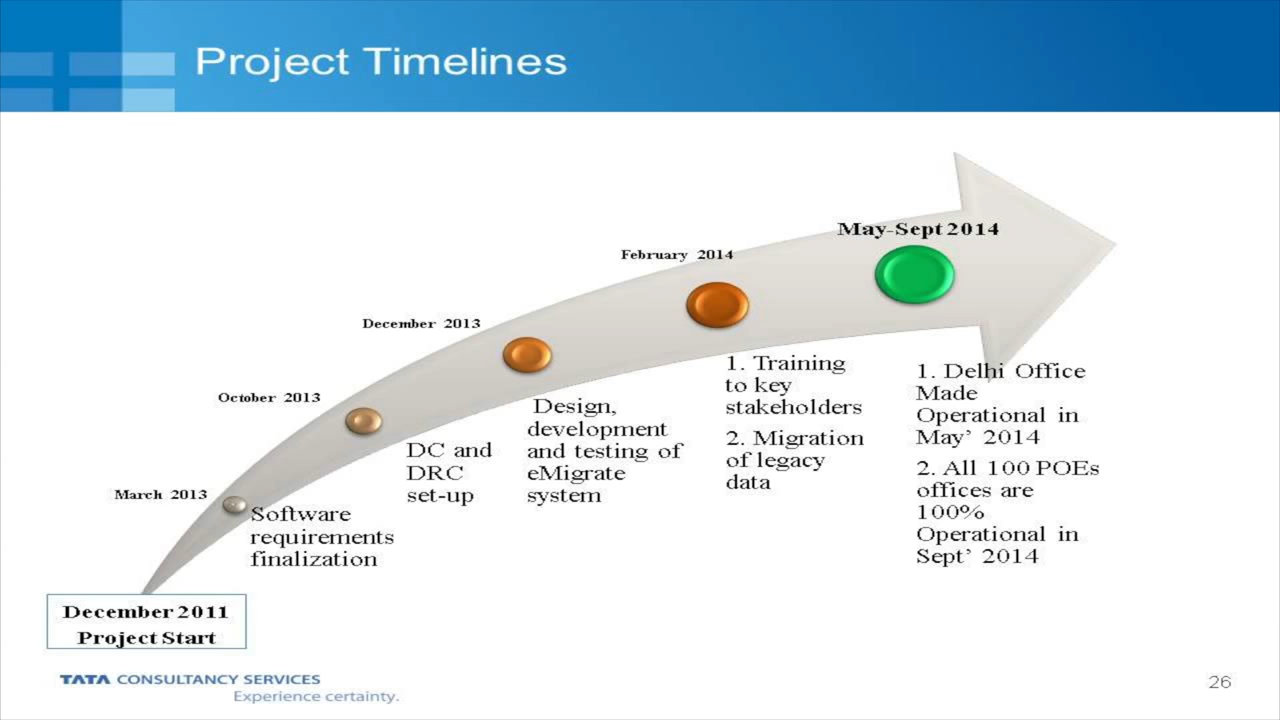 Project Timelines
May-Sept 2014
February 2014
December 2013
October 2013
March 2013
1. Training
to key
stakeholders
2. Migration
of legacy
data
1. Delhi Office
Made
Operational in
May’ 2014
2. All 100 POEs
offices are
100%
Operational in
Sept’ 2014
Design,
development
and testing of
eMigrate
system
DC and
DRC
set-up
Software
requirements
finalization
December 2011
Project Start
TATA CONSULTANCY SERVICES
Experience certainty.
26